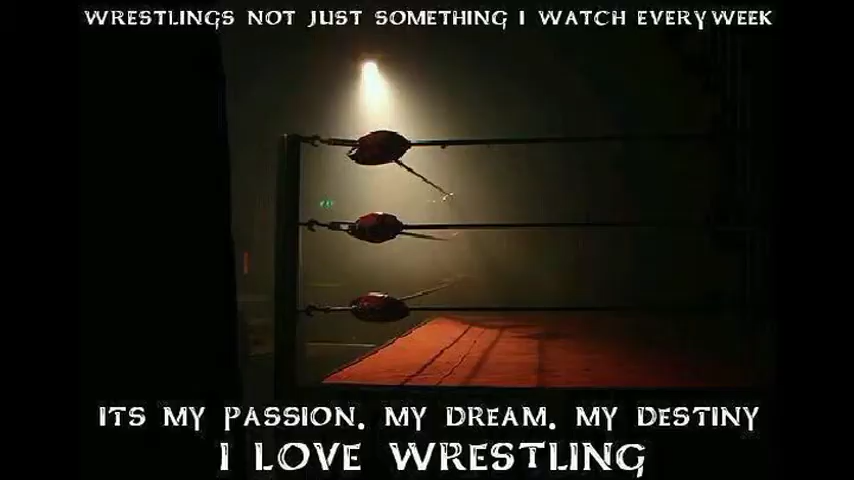 WRESTLINGS NOT JUST SOMETHING I WATCH EVERYWEEK
ITS MY PASSION. MY DREAM. MY DESTINY
I LOVE WRESTLING